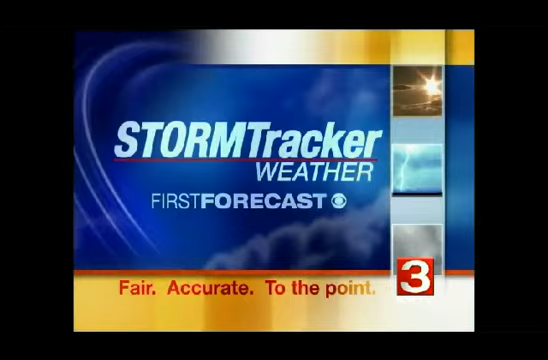 STORMTracker
WEATHER
FIRSTFORECAST
Fair. Accurate. To the point.
3